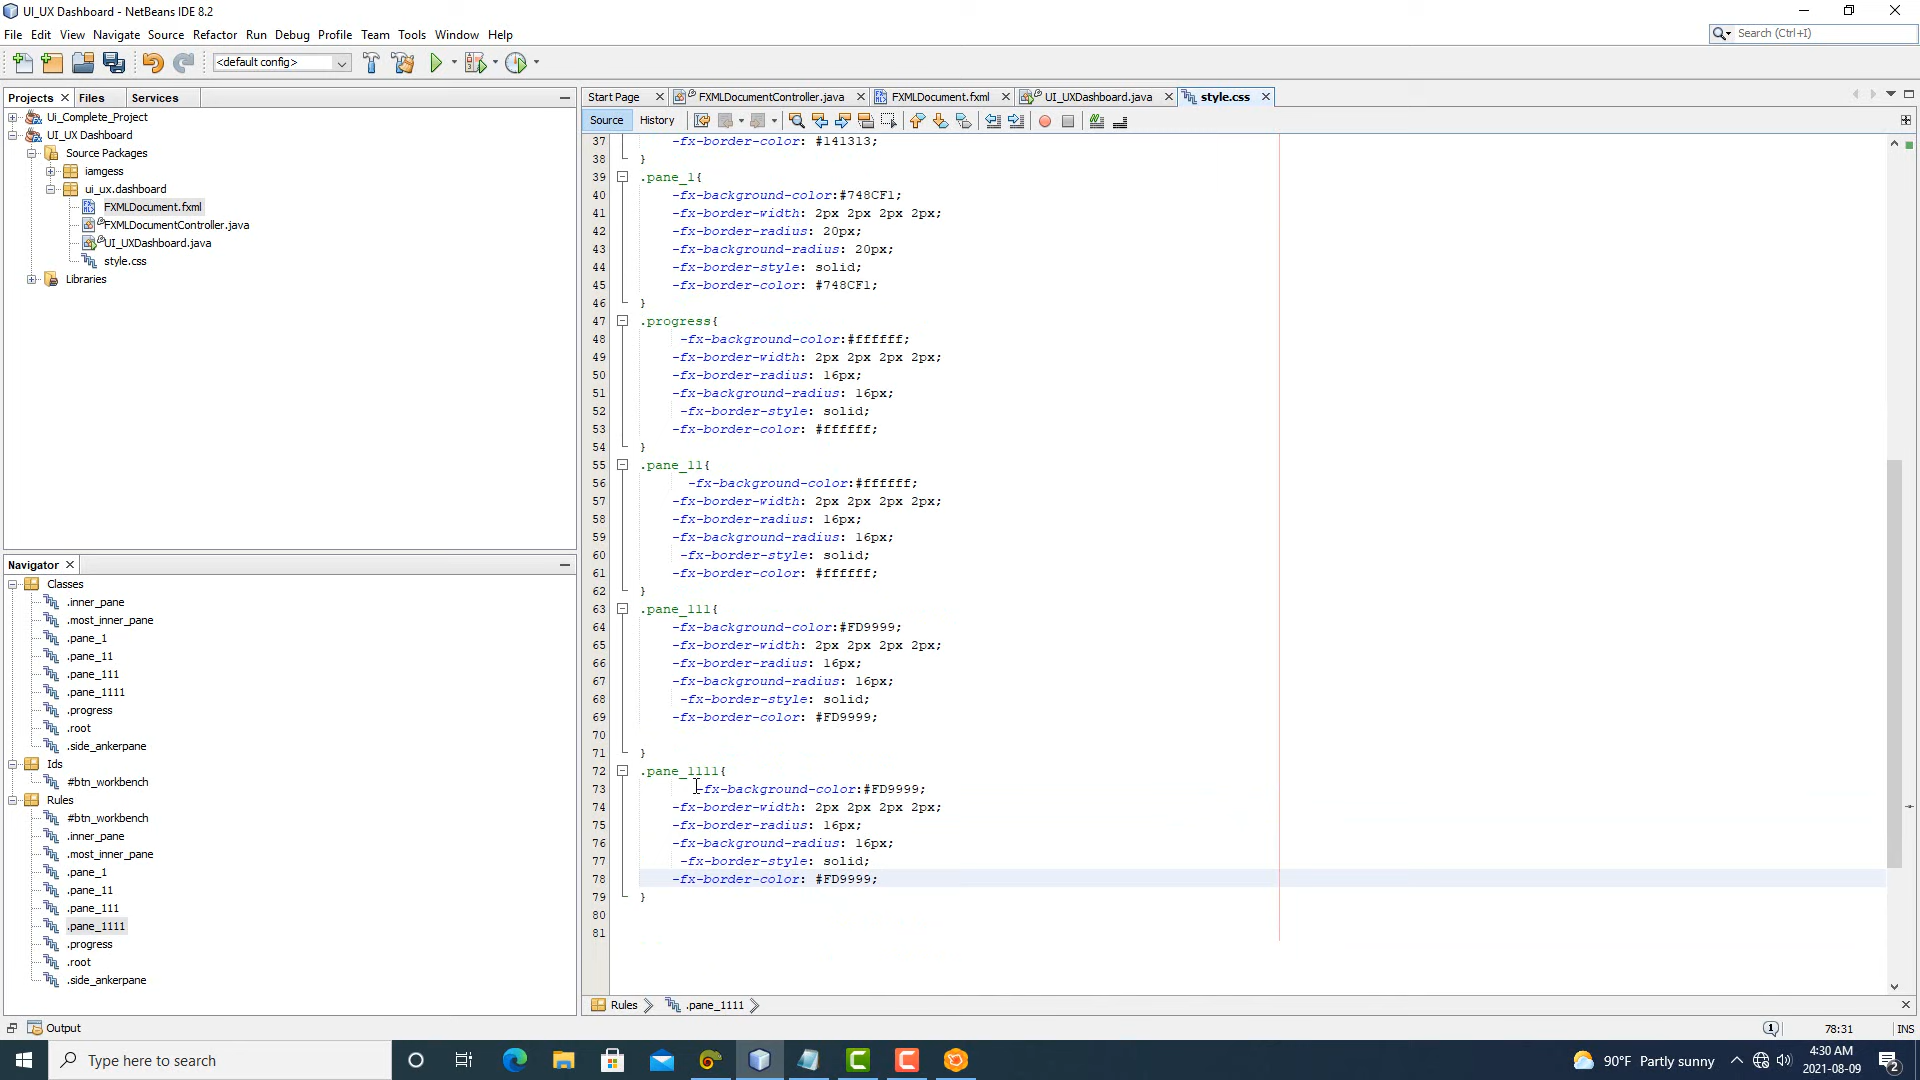 UI_UX Dashboard - NetBeans IDE 8.2
File Edit View Navigate Source Refactor Run Debug Profile Team Tools Window Help
Search (Ctrl+I)
<default config>
Projects Files Services
Start Page FXMLDocumentController.java FXMLDocument.fxml UI_UXDashboard.java style.css
Source History
Ui_Complete_Project
UI_UX Dashboard
Source Packages
iamgess
ui_ux.dashboard
FXMLDocument.fxml
FXMLDocumentController.java
UI_UXDashboard.java
style.css
Libraries
Navigator
Classes
.inner_pane
.most_inner_pane
.pane_1
.pane_11
.pane_111
.pane_1111
.progress
.root
.side_ankerpane
Ids
#btn_workbench
Rules
#btn_workbench
.inner_pane
.most_inner_pane
.pane_1
.pane_11
.pane_111
.pane_1111
.progress
.root
.side_ankerpane
37 -fx-border-color: #141313;
38 }
39 .pane_1{
40 -fx-background-color:#748CF1;
41 -fx-border-width: 2px 2px 2px 2px;
42 -fx-border-radius: 20px;
43 -fx-background-radius: 20px;
44 -fx-border-style: solid;
45 -fx-border-color: #748CF1;
46 }
47 .progress{
48 -fx-background-color:#ffffff;
49 -fx-border-width: 2px 2px 2px 2px;
50 -fx-border-radius: 16px;
51 -fx-background-radius: 16px;
52 -fx-border-style: solid;
53 -fx-border-color: #ffffff;
54 }
55 .pane_11{
56 -fx-background-color:#ffffff;
57 -fx-border-width: 2px 2px 2px 2px;
58 -fx-border-radius: 16px;
59 -fx-background-radius: 16px;
60 -fx-border-style: solid;
61 -fx-border-color: #ffffff;
62 }
63 .pane_111{
64 -fx-background-color:#FD9999;
65 -fx-border-width: 2px 2px 2px 2px;
66 -fx-border-radius: 16px;
67 -fx-background-radius: 16px;
68 -fx-border-style: solid;
69 -fx-border-color: #FD9999;
70
71 }
72 .pane_1111{
73 -fx-background-color:#FD9999;
74 -fx-border-width: 2px 2px 2px 2px;
75 -fx-border-radius: 16px;
76 -fx-background-radius: 16px;
77 -fx-border-style: solid;
78 -fx-border-color: #FD9999;
79 }
80
81
Rules .pane_1111
Output
1 78:31 INS
Type here to search
90°F Partly sunny
4:30 AM
2021-08-09
2